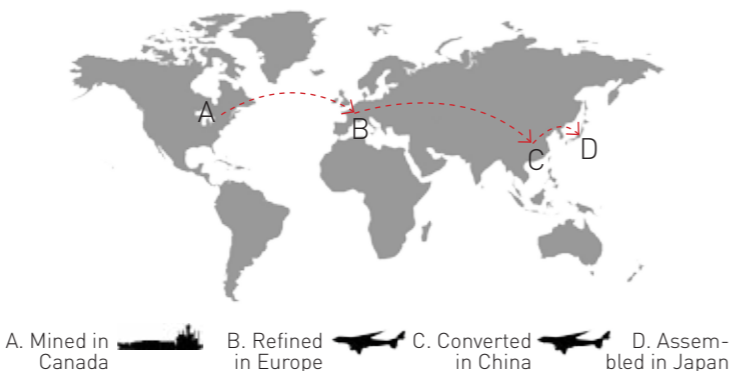 A
B
C
D
A. Mined in
Canada
B. Refined
in Europe
C. Converted
in China
D. Assem-
bled in Japan